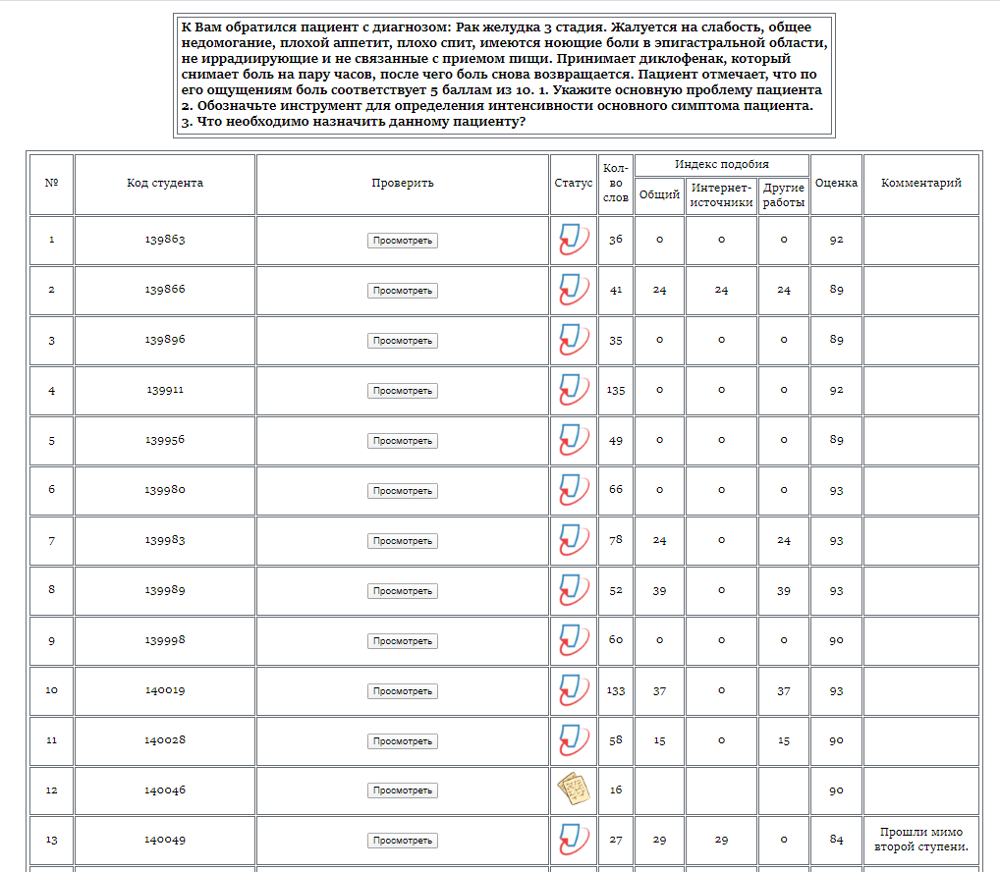 К Вам обратился пациент с диагнозом: Рак желудка 3 стадия. Жалуется на слабость, общее
недомогание, плохой аппетит, плохо спит, имеются ноющие боли в эпигастральной области,
не иррадиирующие и не связанные с приемом пищи. Принимает диклофенак, который
снимает боль на пару часов, после чего боль снова возвращается. Пациент отмечает, что по
его ощущениям боль соответствует 5 баллам из 10. 1. Укажите основную проблему пациента
2. Обозначьте инструмент для определения интенсивности основного симптома пациента.
3. Что необходимо назначить данному пациенту?
№ Код студента Проверить Статус Кол-во слов Индекс подобия Оценка Комментарий
Общий Интернет-источники Другие работы
1 139863 Просмотреть 36 0 0 0 92
2 139866 Просмотреть 41 24 24 24 89
3 139896 Просмотреть 35 0 0 0 89
4 139911 Просмотреть 135 0 0 0 92
5 139956 Просмотреть 49 0 0 0 89
6 139980 Просмотреть 66 0 0 0 93
7 139983 Просмотреть 78 24 0 24 93
8 139989 Просмотреть 52 39 0 39 93
9 139998 Просмотреть 60 0 0 0 90
10 140019 Просмотреть 133 37 0 37 93
11 140028 Просмотреть 58 15 0 15 90
12 140046 Просмотреть 16 90
13 140049 Просмотреть 27 29 29 0 84 Прошли мимо второй ступени.